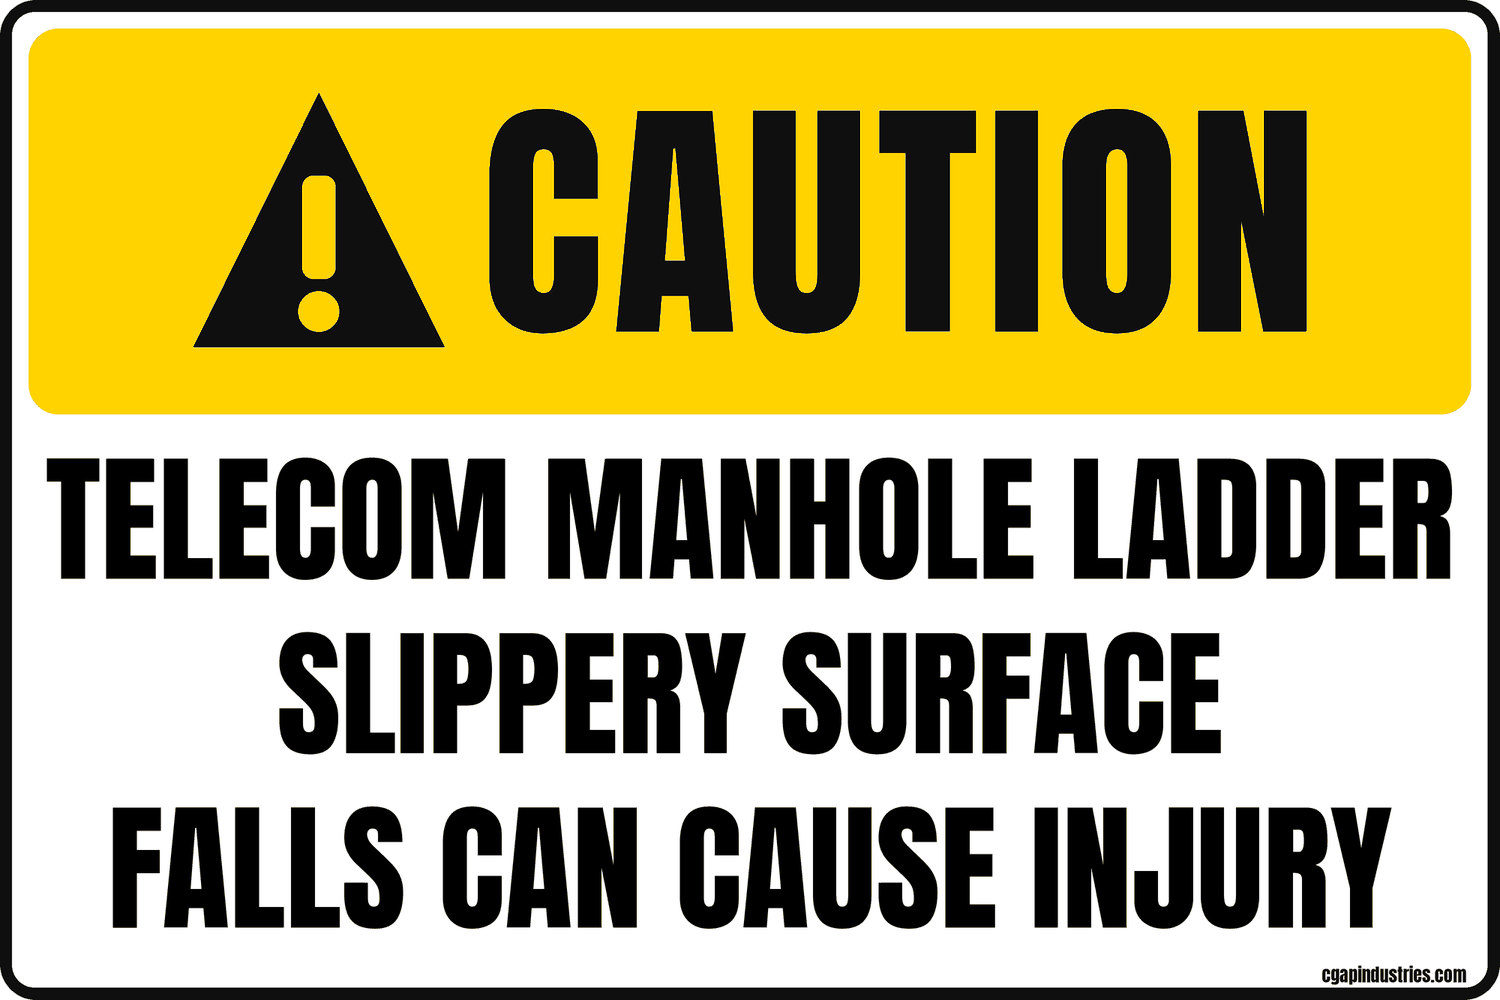 CAUTION
TELECOM MANHOLE LADDER
SLIPPERY SURFACE
FALLS CAN CAUSE INJURY
cgapindustries.com